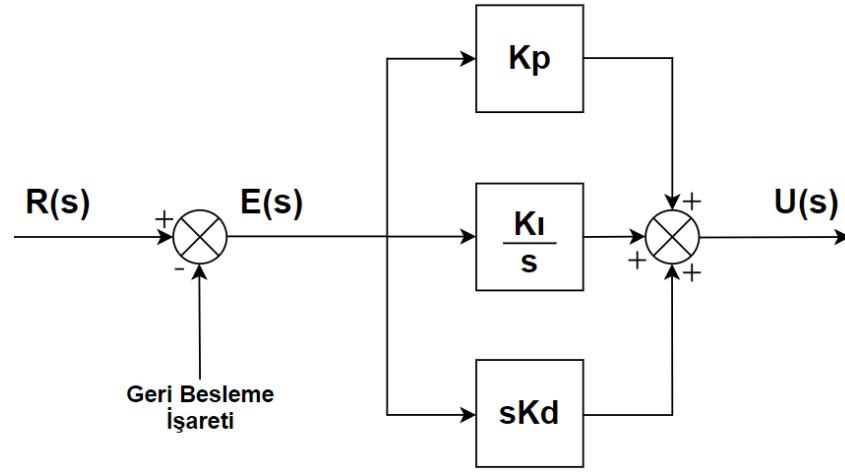 Kp
R(s)
+
E(s)
Kı
s
+
+
+
U(s)
-
Geri Besleme
İşareti
sKd